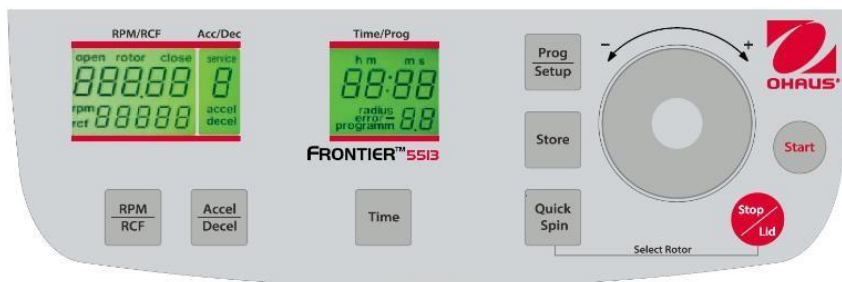 RPM/RCF Acc/Dec
open rotor close service
888.88 8
rpm accel
rcf 88888 decel
Time/Prog
h m m s
88:88
radius
error
programm 8.8
FRONTIER™5513
RPM
RCF
Accel
Decel
Time
Prog
Setup
Store
Quick
Spin
Select Rotor
- +
OHAUS®
Start
Stop
Lid